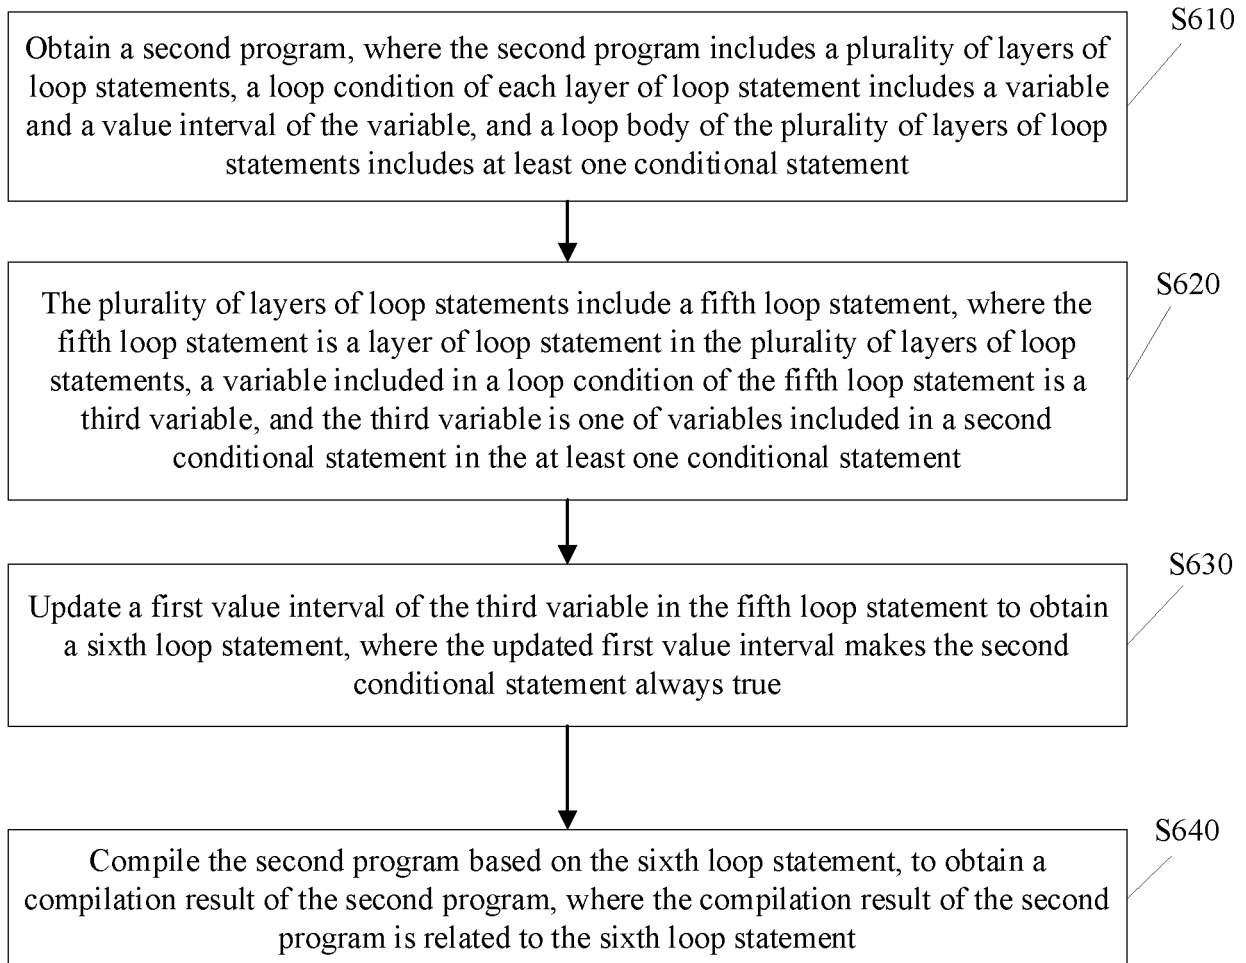 S610
Obtain a second program, where the second program includes a plurality of layers of
loop statements, a loop condition of each layer of loop statement includes a variable
and a value interval of the variable, and a loop body of the plurality of layers of loop
statements includes at least one conditional statement
S620
The plurality of layers of loop statements include a fifth loop statement, where the
fifth loop statement is a layer of loop statement in the plurality of layers of loop
statements, a variable included in a loop condition of the fifth loop statement is a
third variable, and the third variable is one of variables included in a second
conditional statement in the at least one conditional statement
S630
Update a first value interval of the third variable in the fifth loop statement to obtain
a sixth loop statement, where the updated first value interval makes the second
conditional statement always true
S640
Compile the second program based on the sixth loop statement, to obtain a
compilation result of the second program, where the compilation result of the second
program is related to the sixth loop statement